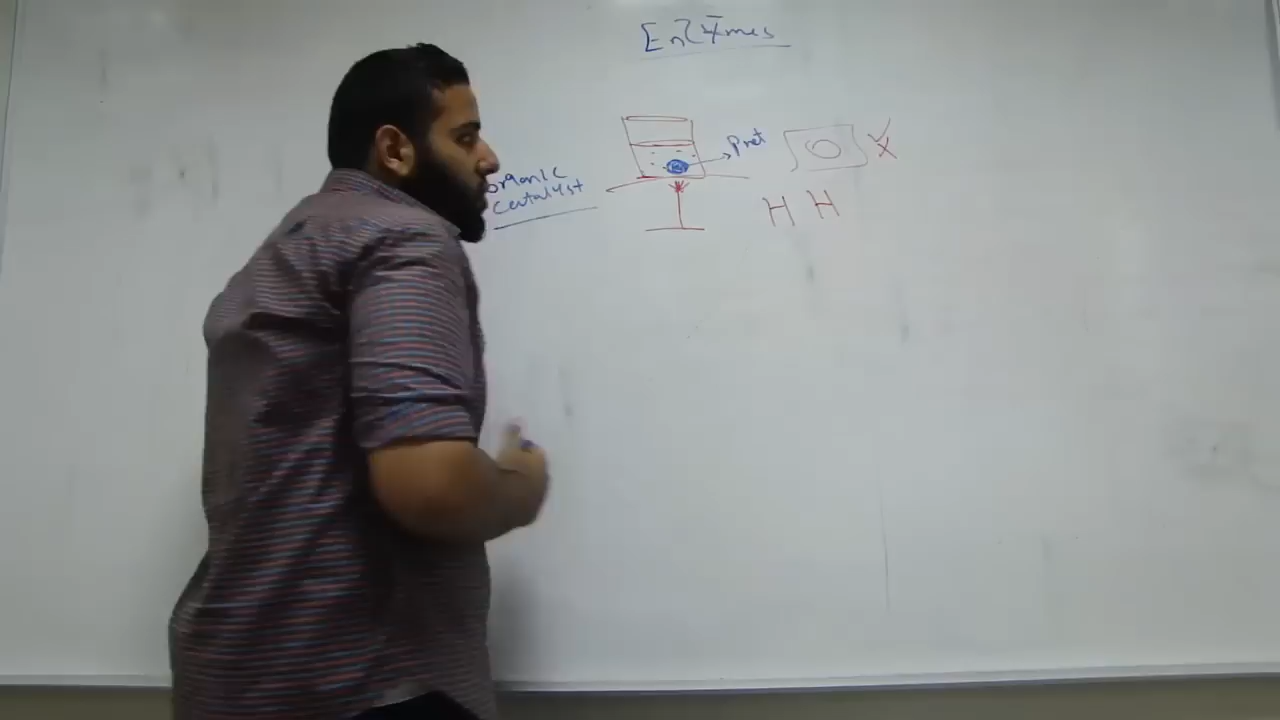 Enzymes
Prot
organic
catalyst
H H